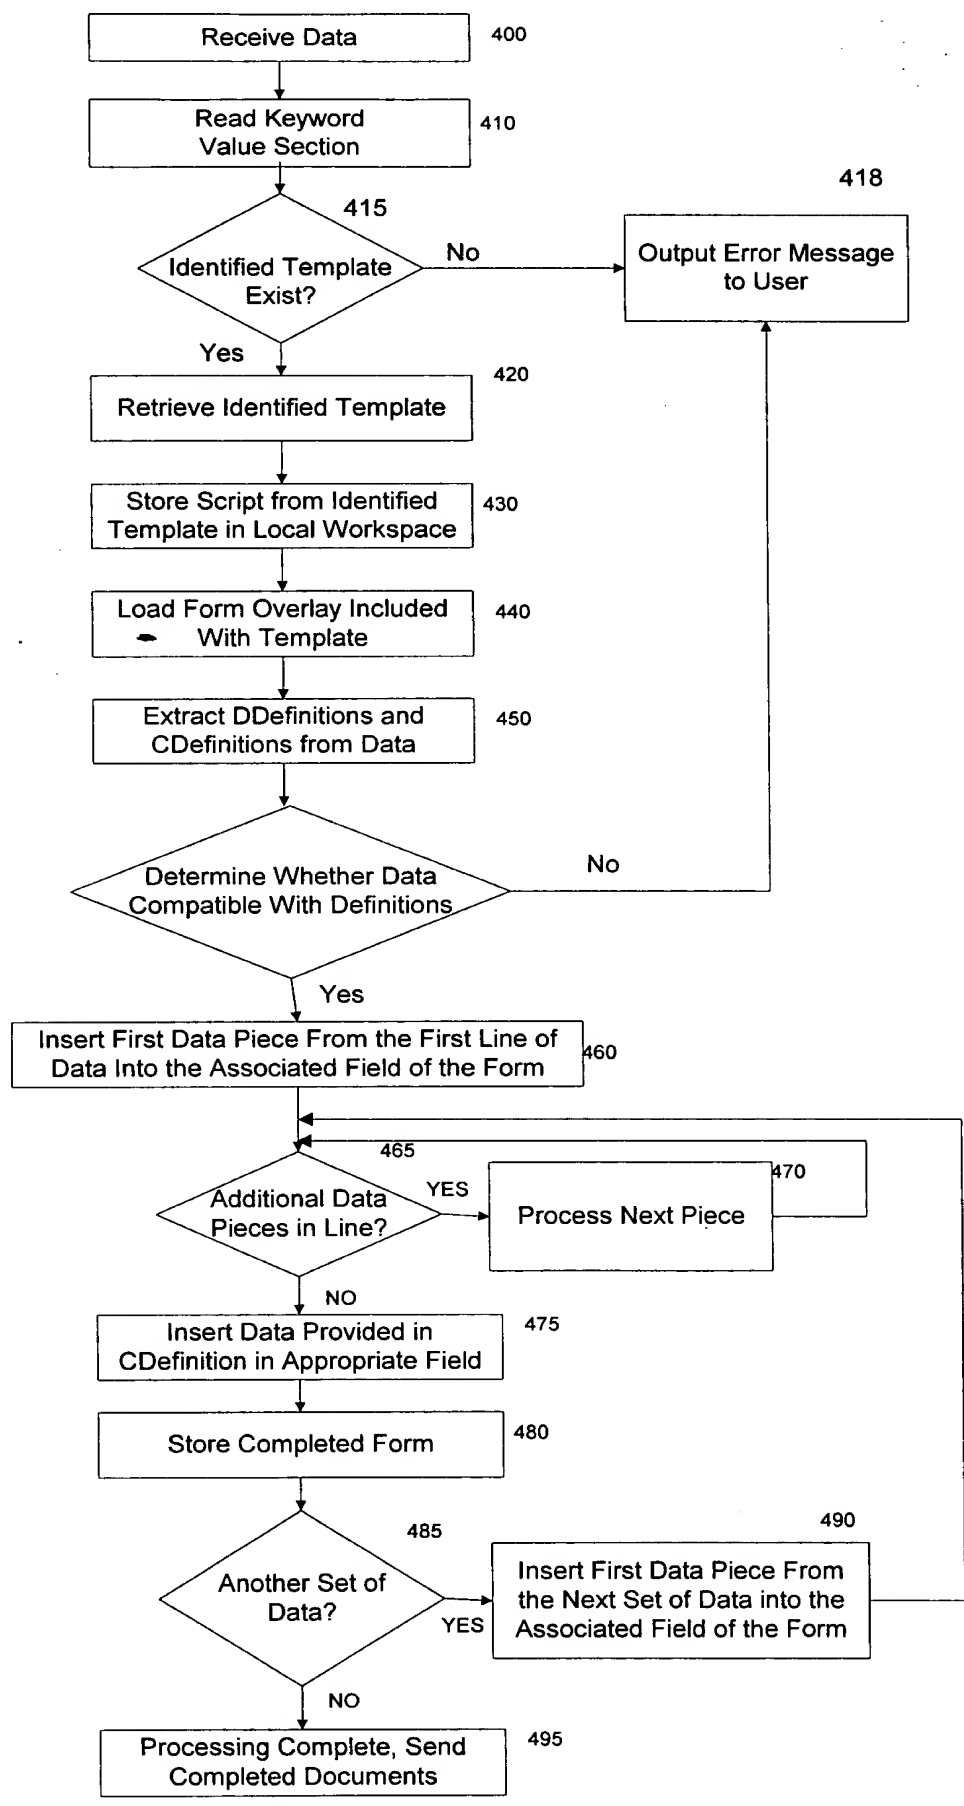 Receive Data
400
Read Keyword
Value Section
410
415
418
Identified Template
Exist?
No
Output Error Message
to User
Yes
420
Retrieve Identified Template
Store Script from Identified
Template in Local Workspace
430
Load Form Overlay Included
With Template
440
Extract DDefinitions and
CDefinitions from Data
450
Determine Whether Data
Compatible With Definitions
No
Yes
Insert First Data Piece From the First Line of
Data Into the Associated Field of the Form
460
465
Additional Data
Pieces in Line?
YES
470
Process Next Piece
NO
Insert Data Provided in
CDefinition in Appropriate Field
475
Store Completed Form
480
485
490
Another Set of
Data?
YES
Insert First Data Piece From
the Next Set of Data into the
Associated Field of the Form
NO
Processing Complete, Send
Completed Documents
495